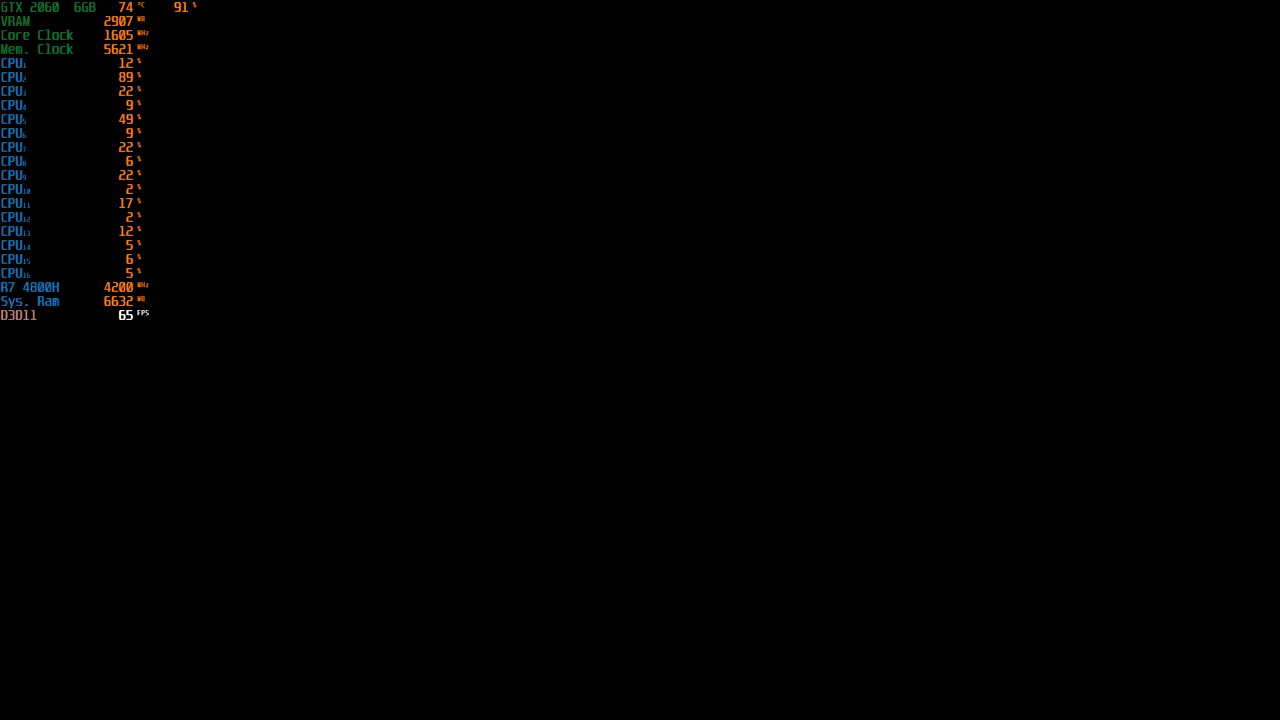 GTX 2060 6GB 74 °C 91 %
VRAM 2907 MB
Core Clock 1605 MHz
Mem. Clock 5621 MHz
CPU1 12 %
CPU2 89 %
CPU3 22 %
CPU4 9 %
CPU5 49 %
CPU6 9 %
CPU7 22 %
CPU8 6 %
CPU9 22 %
CPU10 2 %
CPU11 17 %
CPU12 2 %
CPU13 12 %
CPU14 5 %
CPU15 6 %
CPU16 5 %
R7 4800H 4200 MHz
Sys. Ram 6632 MB
D3D11 65 FPS